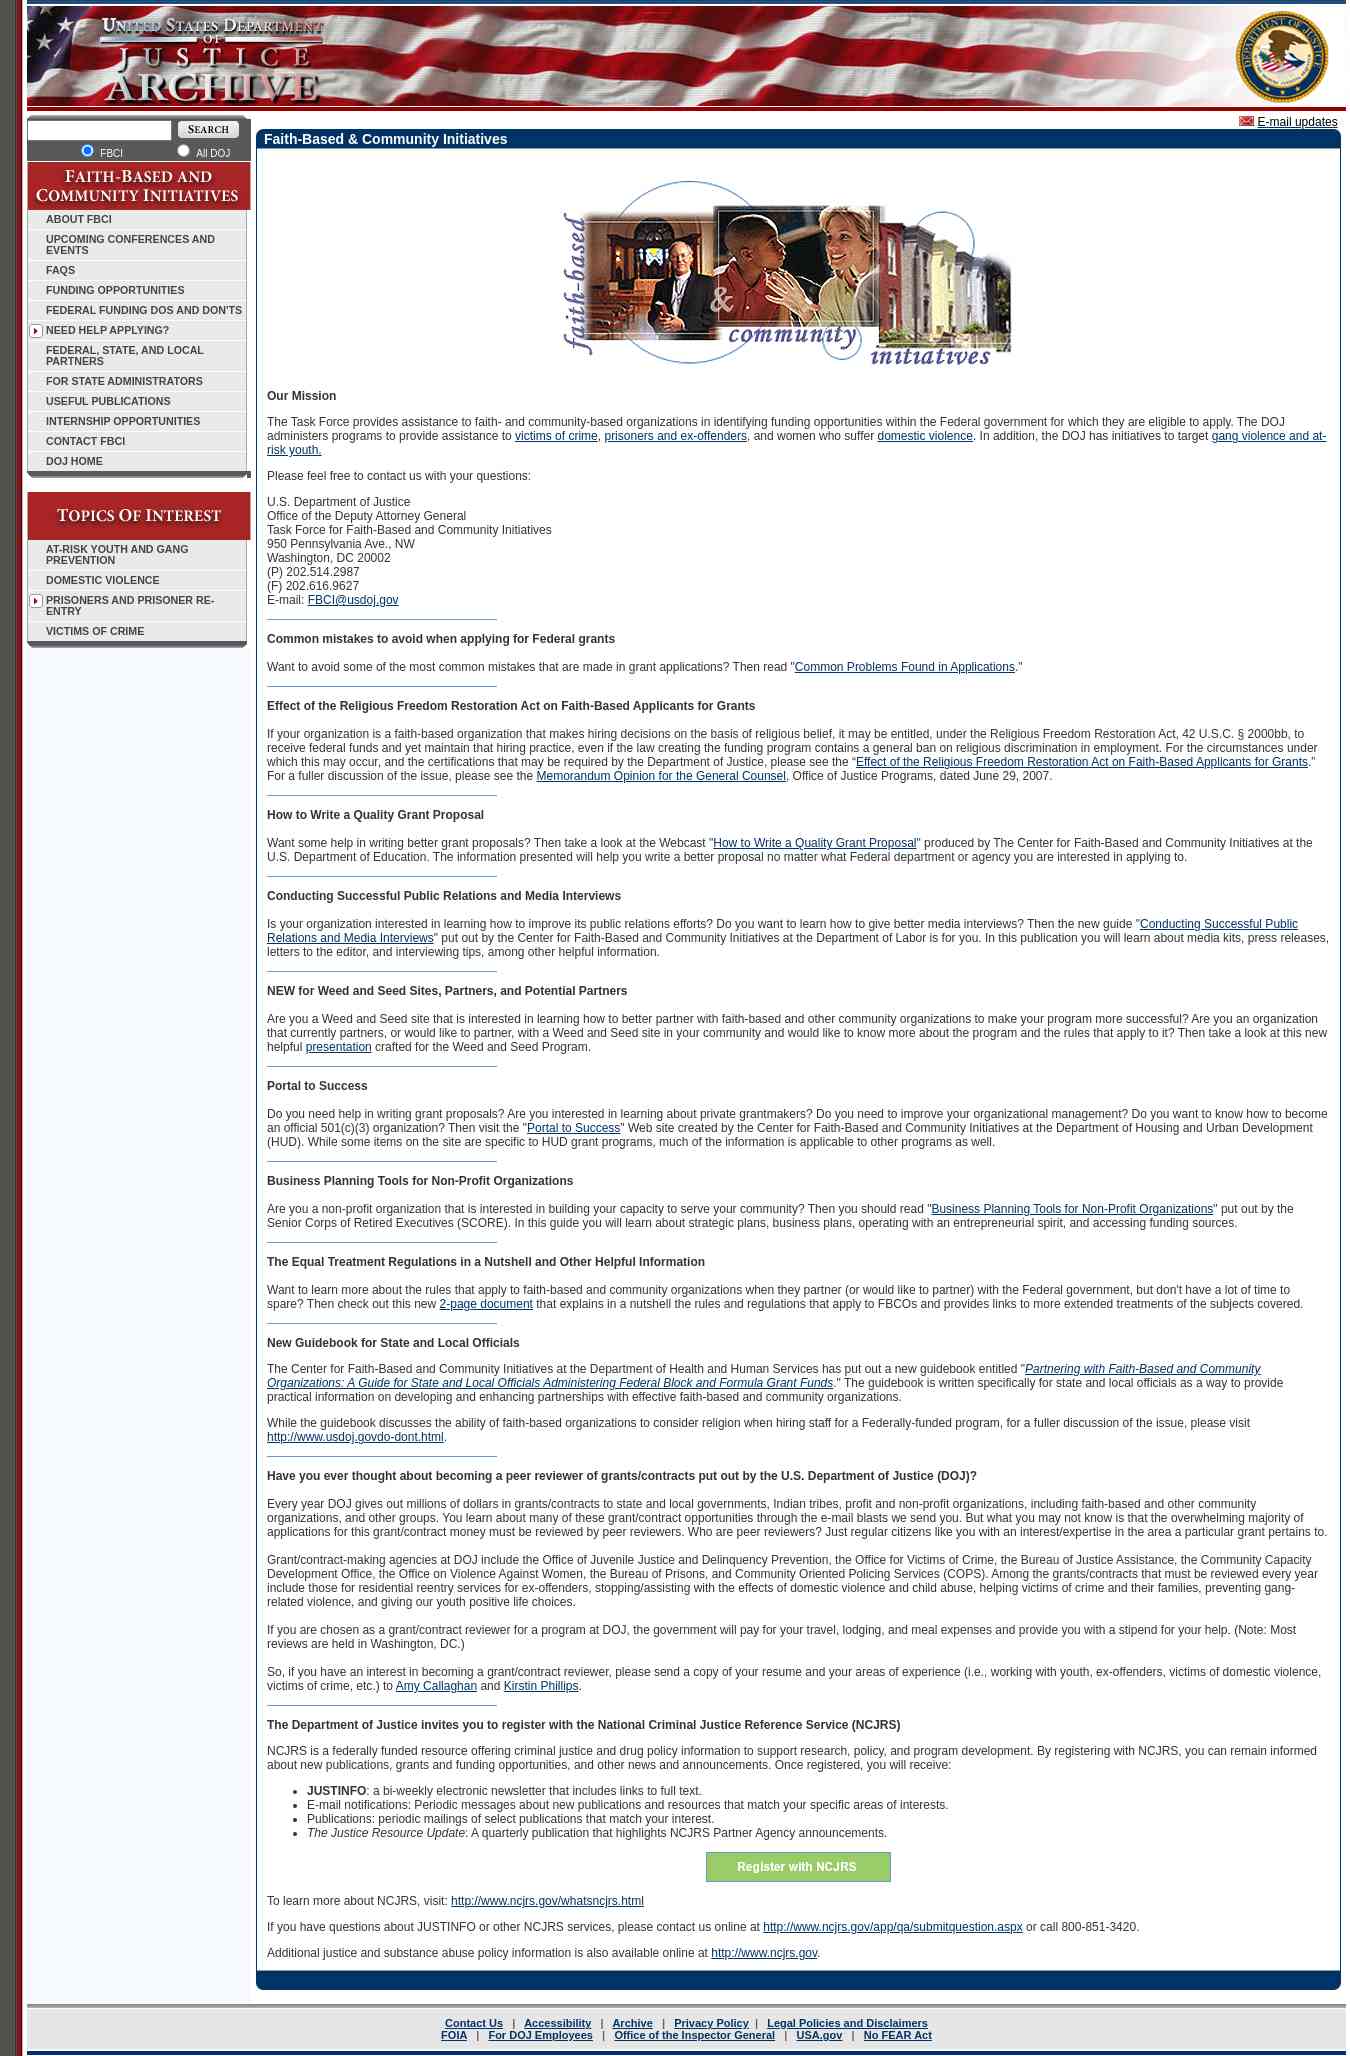 UNITED STATES DEPARTMENT
OF
JUSTICE
ARCHIVE
DEPARTMENT OF JUSTICE
E-mail updates
SEARCH
FBCI All DOJ
FAITH-BASED AND
COMMUNITY INITIATIVES
ABOUT FBCI
UPCOMING CONFERENCES AND
EVENTS
FAQS
FUNDING OPPORTUNITIES
FEDERAL FUNDING DOS AND DON'TS
NEED HELP APPLYING?
FEDERAL, STATE, AND LOCAL
PARTNERS
FOR STATE ADMINISTRATORS
USEFUL PUBLICATIONS
INTERNSHIP OPPORTUNITIES
CONTACT FBCI
DOJ HOME
TOPICS OF INTEREST
AT-RISK YOUTH AND GANG
PREVENTION
DOMESTIC VIOLENCE
PRISONERS AND PRISONER RE-
ENTRY
VICTIMS OF CRIME
Faith-Based & Community Initiatives
faith-based
&
community
initiatives
Our Mission
The Task Force provides assistance to faith- and community-based organizations in identifying funding opportunities within the Federal government for which they are eligible to apply. The DOJ
administers programs to provide assistance to victims of crime, prisoners and ex-offenders, and women who suffer domestic violence. In addition, the DOJ has initiatives to target gang violence and at-
risk youth.
Please feel free to contact us with your questions:
U.S. Department of Justice
Office of the Deputy Attorney General
Task Force for Faith-Based and Community Initiatives
950 Pennsylvania Ave., NW
Washington, DC 20002
(P) 202.514.2987
(F) 202.616.9627
E-mail: FBCI@usdoj.gov
Common mistakes to avoid when applying for Federal grants
Want to avoid some of the most common mistakes that are made in grant applications? Then read "Common Problems Found in Applications."
Effect of the Religious Freedom Restoration Act on Faith-Based Applicants for Grants
If your organization is a faith-based organization that makes hiring decisions on the basis of religious belief, it may be entitled, under the Religious Freedom Restoration Act, 42 U.S.C. § 2000bb, to
receive federal funds and yet maintain that hiring practice, even if the law creating the funding program contains a general ban on religious discrimination in employment. For the circumstances under
which this may occur, and the certifications that may be required by the Department of Justice, please see the “Effect of the Religious Freedom Restoration Act on Faith-Based Applicants for Grants.”
For a fuller discussion of the issue, please see the Memorandum Opinion for the General Counsel, Office of Justice Programs, dated June 29, 2007.
How to Write a Quality Grant Proposal
Want some help in writing better grant proposals? Then take a look at the Webcast "How to Write a Quality Grant Proposal" produced by The Center for Faith-Based and Community Initiatives at the
U.S. Department of Education. The information presented will help you write a better proposal no matter what Federal department or agency you are interested in applying to.
Conducting Successful Public Relations and Media Interviews
Is your organization interested in learning how to improve its public relations efforts? Do you want to learn how to give better media interviews? Then the new guide "Conducting Successful Public
Relations and Media Interviews" put out by the Center for Faith-Based and Community Initiatives at the Department of Labor is for you. In this publication you will learn about media kits, press releases,
letters to the editor, and interviewing tips, among other helpful information.
NEW for Weed and Seed Sites, Partners, and Potential Partners
Are you a Weed and Seed site that is interested in learning how to better partner with faith-based and other community organizations to make your program more successful? Are you an organization
that currently partners, or would like to partner, with a Weed and Seed site in your community and would like to know more about the program and the rules that apply to it? Then take a look at this new
helpful presentation crafted for the Weed and Seed Program.
Portal to Success
Do you need help in writing grant proposals? Are you interested in learning about private grantmakers? Do you need to improve your organizational management? Do you want to know how to become
an official 501(c)(3) organization? Then visit the "Portal to Success" Web site created by the Center for Faith-Based and Community Initiatives at the Department of Housing and Urban Development
(HUD). While some items on the site are specific to HUD grant programs, much of the information is applicable to other programs as well.
Business Planning Tools for Non-Profit Organizations
Are you a non-profit organization that is interested in building your capacity to serve your community? Then you should read "Business Planning Tools for Non-Profit Organizations" put out by the
Senior Corps of Retired Executives (SCORE). In this guide you will learn about strategic plans, business plans, operating with an entrepreneurial spirit, and accessing funding sources.
The Equal Treatment Regulations in a Nutshell and Other Helpful Information
Want to learn more about the rules that apply to faith-based and community organizations when they partner (or would like to partner) with the Federal government, but don't have a lot of time to
spare? Then check out this new 2-page document that explains in a nutshell the rules and regulations that apply to FBCOs and provides links to more extended treatments of the subjects covered.
New Guidebook for State and Local Officials
The Center for Faith-Based and Community Initiatives at the Department of Health and Human Services has put out a new guidebook entitled "Partnering with Faith-Based and Community
Organizations: A Guide for State and Local Officials Administering Federal Block and Formula Grant Funds." The guidebook is written specifically for state and local officials as a way to provide
practical information on developing and enhancing partnerships with effective faith-based and community organizations.
While the guidebook discusses the ability of faith-based organizations to consider religion when hiring staff for a Federally-funded program, for a fuller discussion of the issue, please visit
http://www.usdoj.govdo-dont.html.
Have you ever thought about becoming a peer reviewer of grants/contracts put out by the U.S. Department of Justice (DOJ)?
Every year DOJ gives out millions of dollars in grants/contracts to state and local governments, Indian tribes, profit and non-profit organizations, including faith-based and other community
organizations, and other groups. You learn about many of these grant/contract opportunities through the e-mail blasts we send you. But what you may not know is that the overwhelming majority of
applications for this grant/contract money must be reviewed by peer reviewers. Who are peer reviewers? Just regular citizens like you with an interest/expertise in the area a particular grant pertains to.
Grant/contract-making agencies at DOJ include the Office of Juvenile Justice and Delinquency Prevention, the Office for Victims of Crime, the Bureau of Justice Assistance, the Community Capacity
Development Office, the Office on Violence Against Women, the Bureau of Prisons, and Community Oriented Policing Services (COPS). Among the grants/contracts that must be reviewed every year
include those for residential reentry services for ex-offenders, stopping/assisting with the effects of domestic violence and child abuse, helping victims of crime and their families, preventing gang-
related violence, and giving our youth positive life choices.
If you are chosen as a grant/contract reviewer for a program at DOJ, the government will pay for your travel, lodging, and meal expenses and provide you with a stipend for your help. (Note: Most
reviews are held in Washington, DC.)
So, if you have an interest in becoming a grant/contract reviewer, please send a copy of your resume and your areas of experience (i.e., working with youth, ex-offenders, victims of domestic violence,
victims of crime, etc.) to Amy Callaghan and Kirstin Phillips.
The Department of Justice invites you to register with the National Criminal Justice Reference Service (NCJRS)
NCJRS is a federally funded resource offering criminal justice and drug policy information to support research, policy, and program development. By registering with NCJRS, you can remain informed
about new publications, grants and funding opportunities, and other news and announcements. Once registered, you will receive:
• JUSTINFO: a bi-weekly electronic newsletter that includes links to full text.
• E-mail notifications: Periodic messages about new publications and resources that match your specific areas of interests.
• Publications: periodic mailings of select publications that match your interest.
• The Justice Resource Update: A quarterly publication that highlights NCJRS Partner Agency announcements.
Register with NCJRS
To learn more about NCJRS, visit: http://www.ncjrs.gov/whatsncjrs.html
If you have questions about JUSTINFO or other NCJRS services, please contact us online at http://www.ncjrs.gov/app/qa/submitquestion.aspx or call 800-851-3420.
Additional justice and substance abuse policy information is also available online at http://www.ncjrs.gov.
Contact Us | Accessibility | Archive | Privacy Policy | Legal Policies and Disclaimers
FOIA | For DOJ Employees | Office of the Inspector General | USA.gov | No FEAR Act